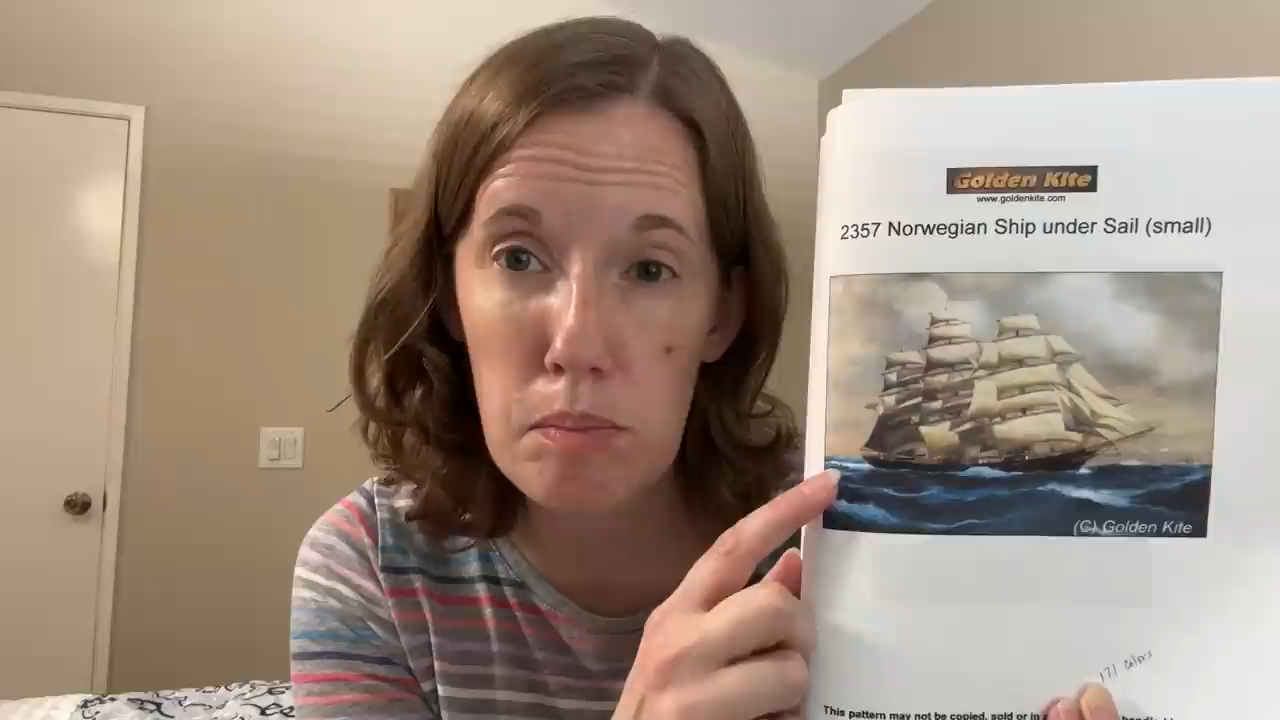 Golden Kite
www.goldenkite.com
2357 Norwegian Ship under Sail (small)
(C) Golden Kite
171 colors
This pattern may not be copied, sold or in